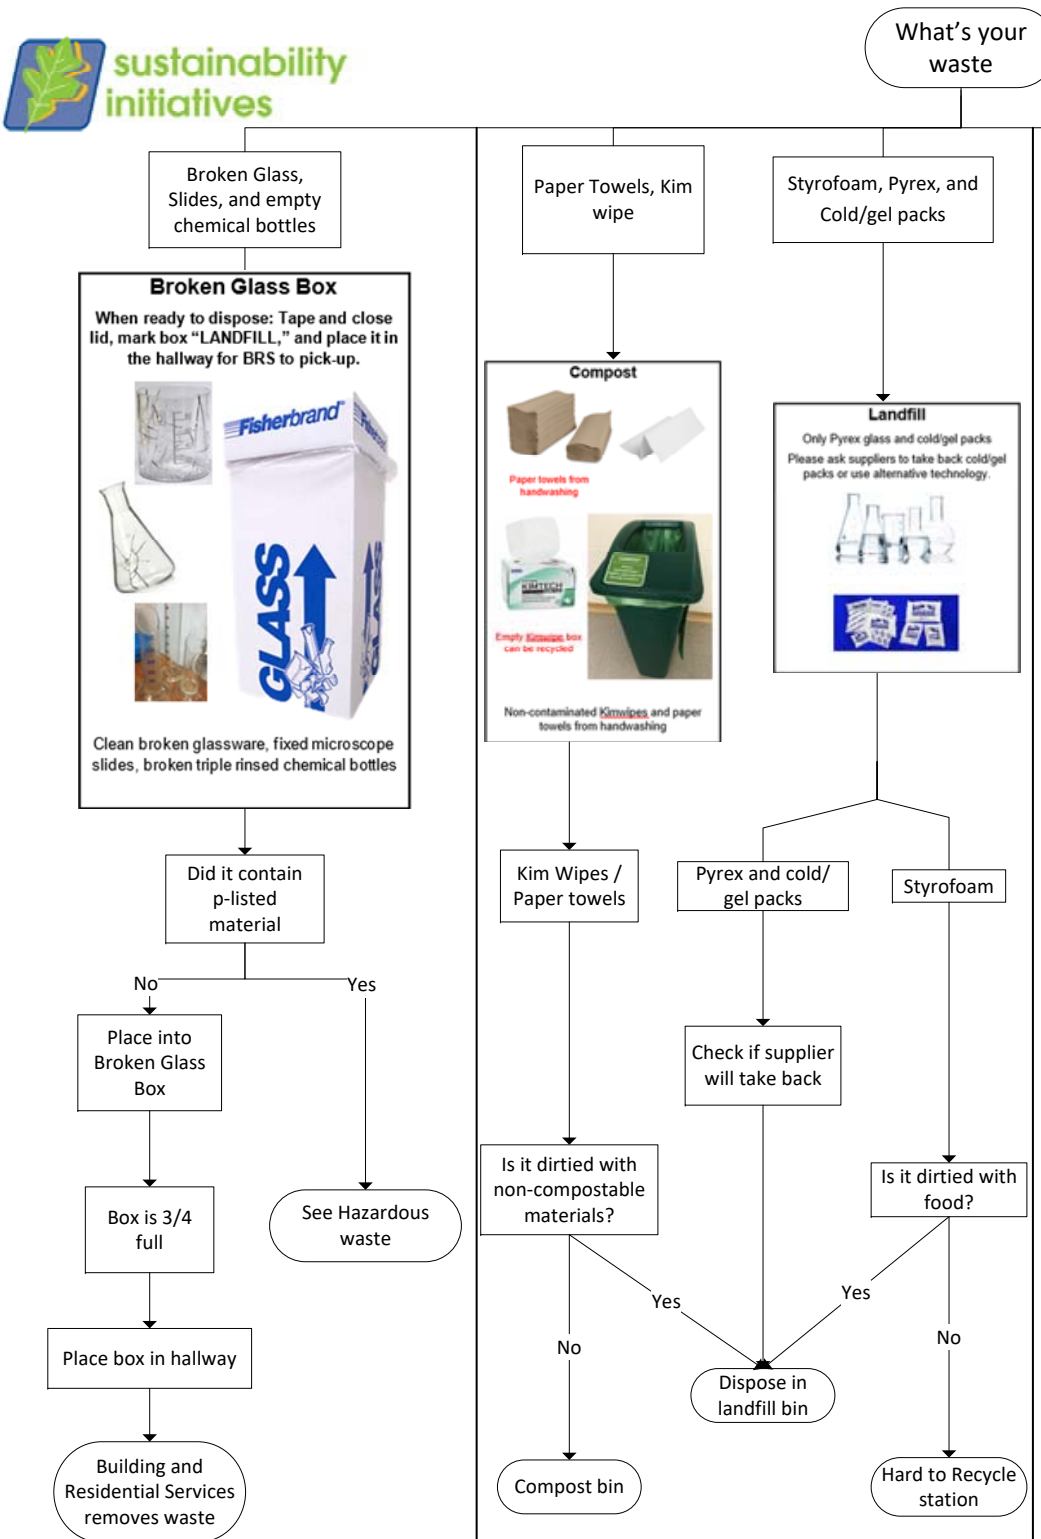 sustainability
initiatives
What's your
waste
Broken Glass,
Slides, and empty
chemical bottles
Paper Towels, Kim
wipe
Styrofoam, Pyrex, and
Cold/gel packs
Broken Glass Box
When ready to dispose: Tape and close
lid, mark box “LANDFILL,” and place it in
the hallway for BRS to pick-up.
Fisherbrand
GLASS
GLASS
Clean broken glassware, fixed microscope
slides, broken triple rinsed chemical bottles
Compost
Paper towels from
handwashing
KIMTECH
Empty Kimwipe box
can be recycled
Non-contaminated Kimwipes and paper
towels from handwashing
Landfill
Only Pyrex glass and cold/gel packs
Please ask suppliers to take back cold/gel
packs or use alternative technology.
Did it contain
p-listed
material
Kim Wipes /
Paper towels
Pyrex and cold/
gel packs
Styrofoam
No
Yes
Place into
Broken Glass
Box
Check if supplier
will take back
Is it dirtied with
non-compostable
materials?
Is it dirtied with
food?
Box is 3/4
full
See Hazardous
waste
Yes
Yes
No
No
Place box in hallway
Dispose in
landfill bin
Building and
Residential Services
removes waste
Compost bin
Hard to Recycle
station